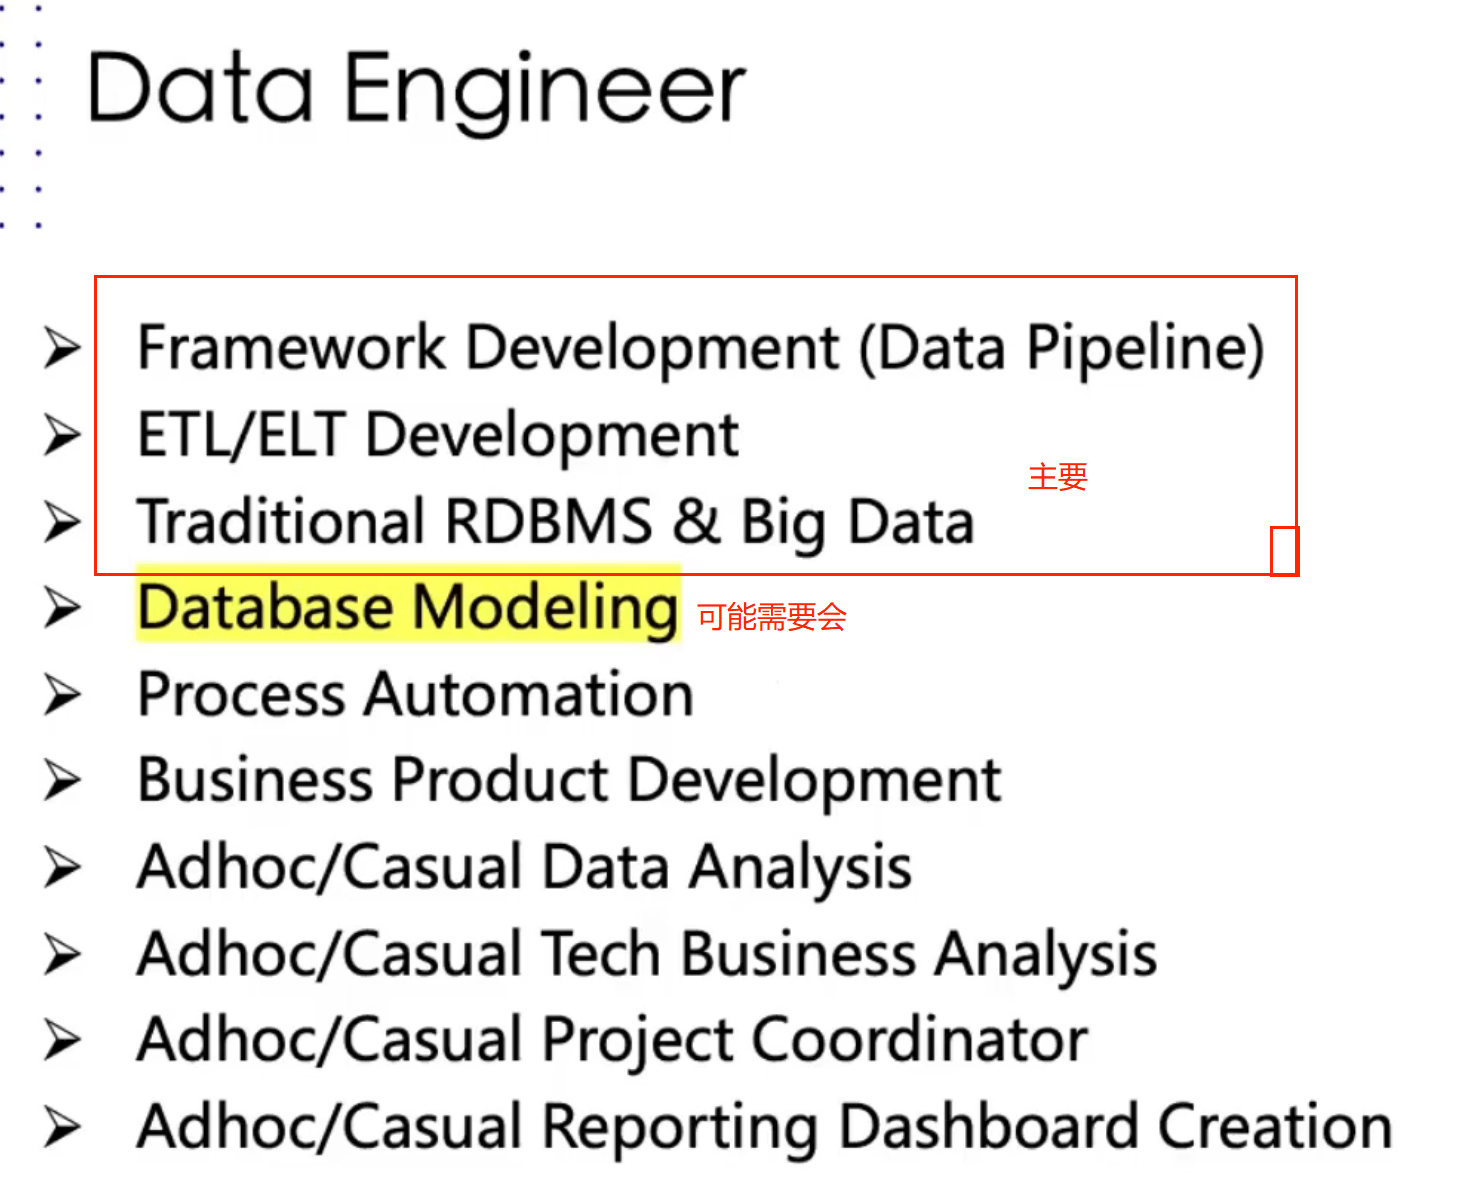 Data Engineer
Framework Development (Data Pipeline)
ETL/ELT Development
主要
Traditional RDBMS & Big Data
Database Modeling 可能需要会
Process Automation
Business Product Development
Adhoc/Casual Data Analysis
Adhoc/Casual Tech Business Analysis
Adhoc/Casual Project Coordinator
Adhoc/Casual Reporting Dashboard Creation